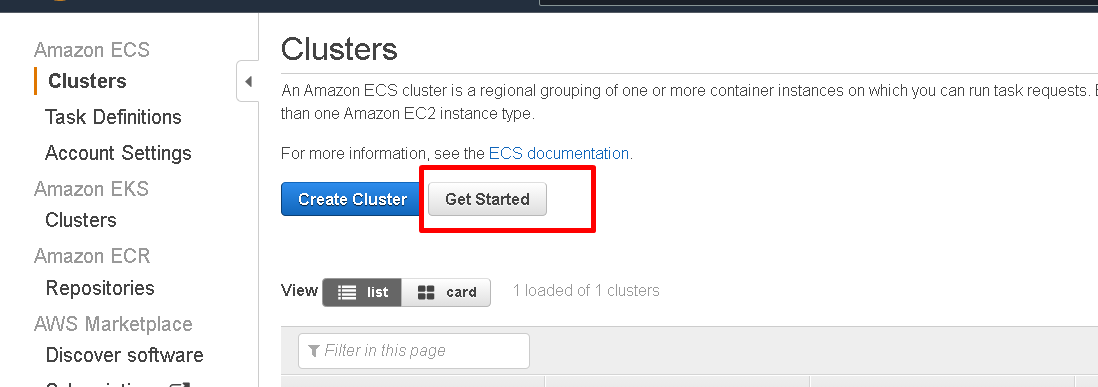 Amazon ECS
Clusters
Task Definitions
Account Settings
Amazon EKS
Clusters
Amazon ECR
Repositories
AWS Marketplace
Discover software
Clusters
An Amazon ECS cluster is a regional grouping of one or more container instances on which you can run task requests.
than one Amazon EC2 instance type.
For more information, see the ECS documentation.
Create Cluster Get Started
View list card 1 loaded of 1 clusters
Filter in this page